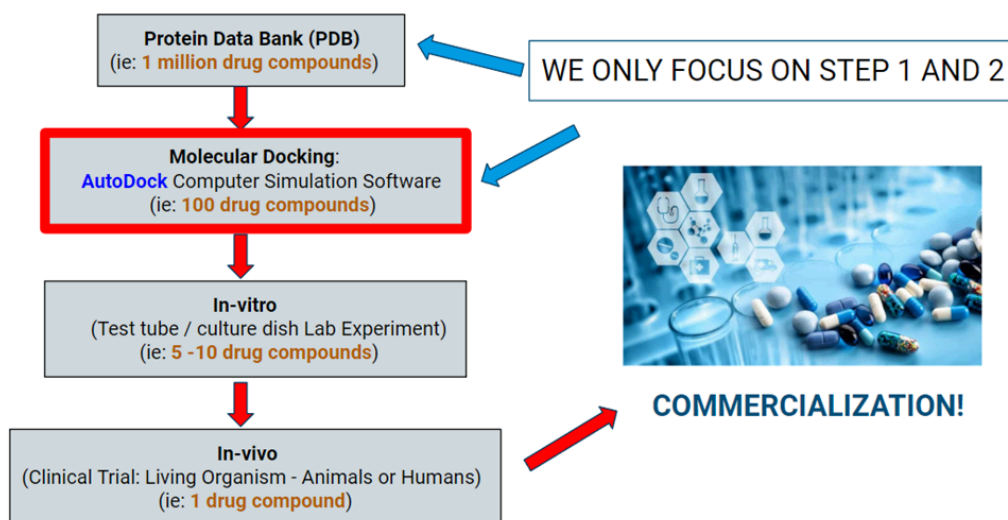 Protein Data Bank (PDB)
(ie: 1 million drug compounds)
WE ONLY FOCUS ON STEP 1 AND 2
Molecular Docking:
AutoDock Computer Simulation Software
(ie: 100 drug compounds)
In-vitro
(Test tube / culture dish Lab Experiment)
(ie: 5 -10 drug compounds)
COMMERCIALIZATION!
In-vivo
(Clinical Trial: Living Organism - Animals or Humans)
(ie: 1 drug compound)